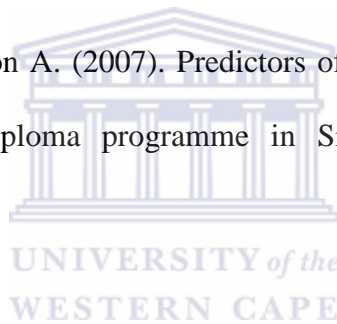 on A. (2007). Predictors of
ploma programme in S
UNIVERSITY of the
WESTERN CAPE